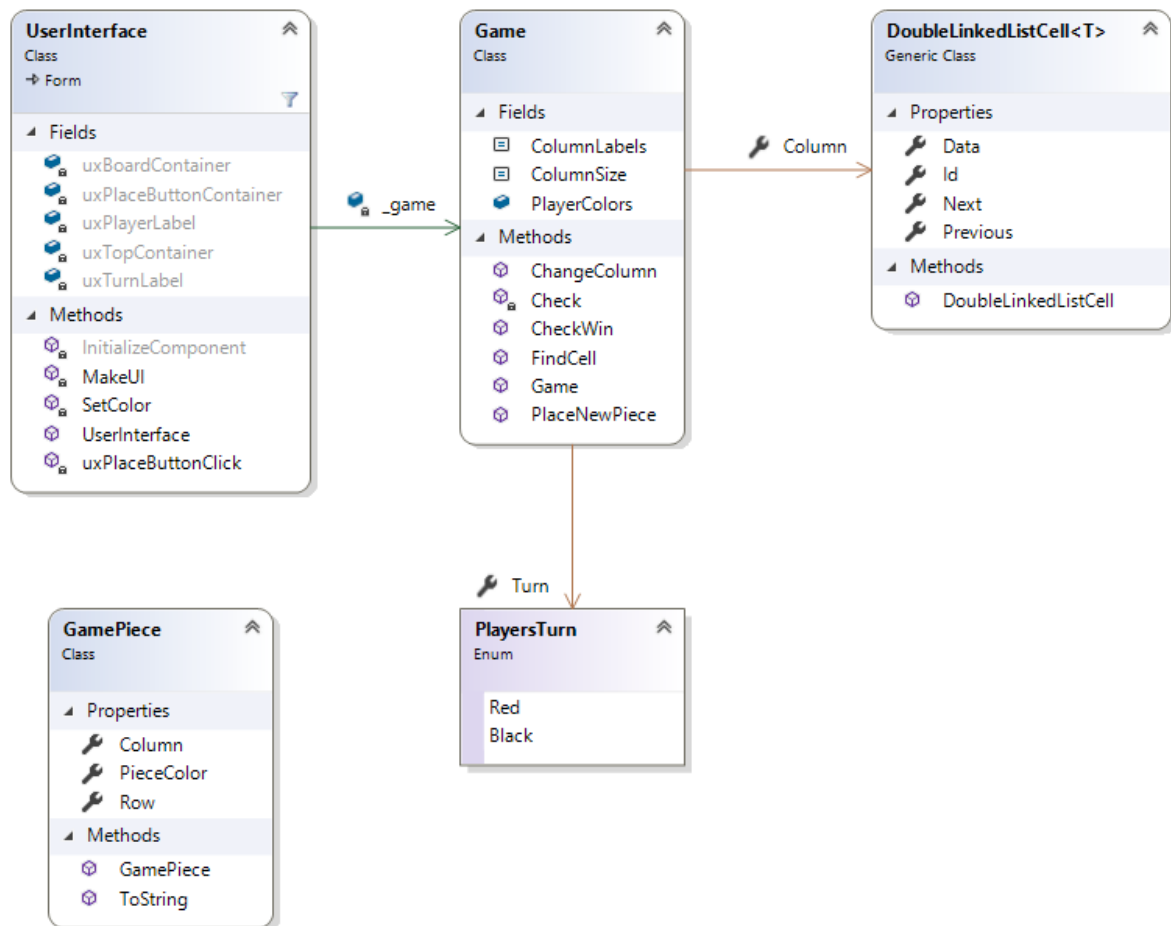 UserInterface
Class
Form
Fields
uxBoardContainer
uxPlaceButtonContainer
uxPlayerLabel
uxTopContainer
uxTurnLabel
Methods
InitializeComponent
MakeUI
SetColor
UserInterface
uxPlaceButtonClick
_game
Game
Class
Fields
ColumnLabels
ColumnSize
PlayerColors
Methods
ChangeColumn
Check
CheckWin
FindCell
Game
PlaceNewPiece
Column
DoubleLinkedListCell<T>
Generic Class
Properties
Data
Id
Next
Previous
Methods
DoubleLinkedListCell
Turn
GamePiece
Class
Properties
Column
PieceColor
Row
Methods
GamePiece
ToString
PlayersTurn
Enum
Red
Black